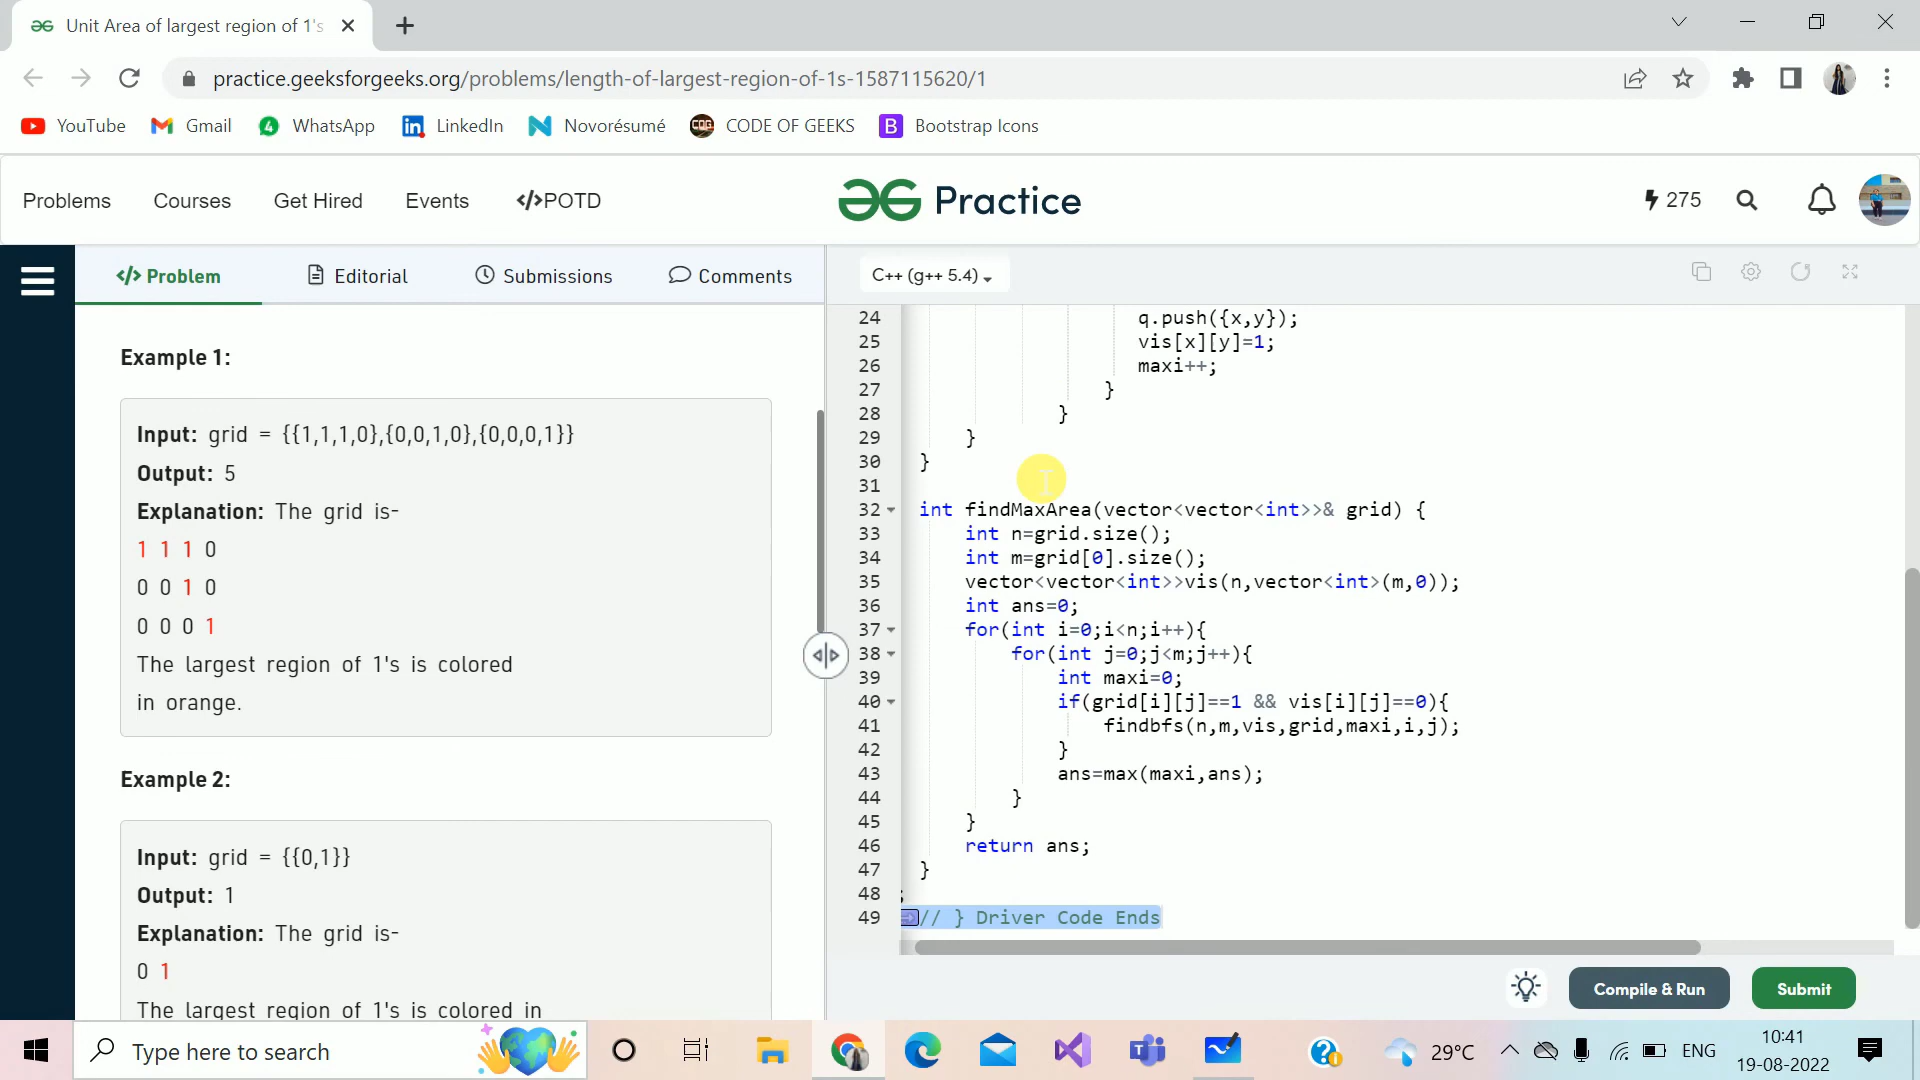 Unit Area of largest region of 1's
practice.geeksforgeeks.org/problems/length-of-largest-region-of-1s-1587115620/1
YouTube Gmail WhatsApp LinkedIn Novorésumé CODE OF GEEKS Bootstrap Icons
Problems Courses Get Hired Events </>POTD Practice 275
</> Problem Editorial Submissions Comments C++ (g++ 5.4)
Example 1:
Input: grid = {{1,1,1,0},{0,0,1,0},{0,0,0,1}}
Output: 5
Explanation: The grid is-
1 1 1 0
0 0 1 0
0 0 0 1
The largest region of 1's is colored
in orange.
Example 2:
Input: grid = {{0,1}}
Output: 1
Explanation: The grid is-
0 1
The largest region of 1's is colored in
24 q.push({x,y});
25 vis[x][y]=1;
26 maxi++;
27 }
28 }
29 }
30 }
31
32 int findMaxArea(vector<vector<int>>& grid) {
33 int n=grid.size();
34 int m=grid[0].size();
35 vector<vector<int>>vis(n,vector<int>(m,0));
36 int ans=0;
37 for(int i=0;i<n;i++){
38 for(int j=0;j<m;j++){
39 int maxi=0;
40 if(grid[i][j]==1 && vis[i][j]==0){
41 findbfs(n,m,vis,grid,maxi,i,j);
42 }
43 ans=max(maxi,ans);
44 }
45 }
46 return ans;
47 }
48 ;
49 // } Driver Code Ends
Compile & Run Submit
Type here to search 29°C ENG 10:41
19-08-2022